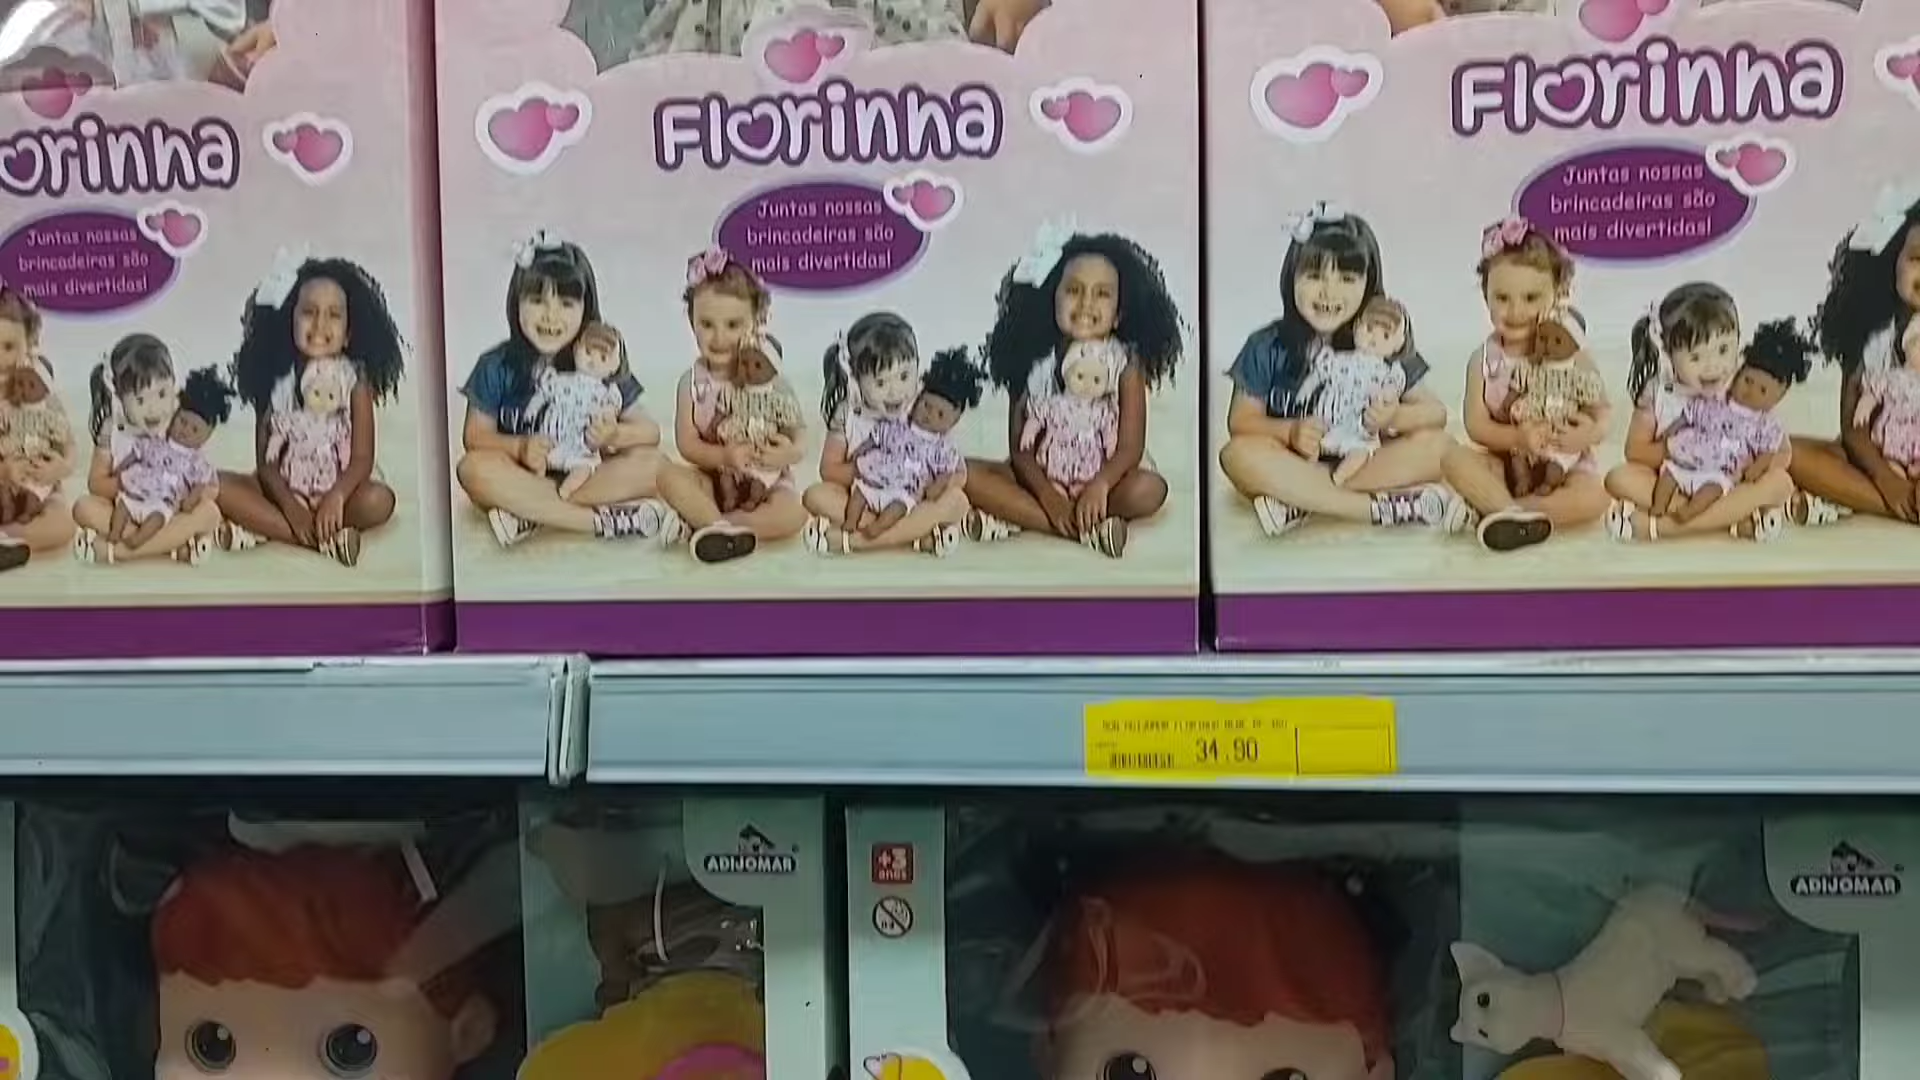 orinha
Juntas nossas
brincadeiras são
mais divertidas!
Florinha
Juntas nossas
brincadeiras são
mais divertidas!
Florinha
Juntas nossas
brincadeiras são
mais divertidas!
34.90
ADIJOMAR
+3
anos
ADIJOMAR